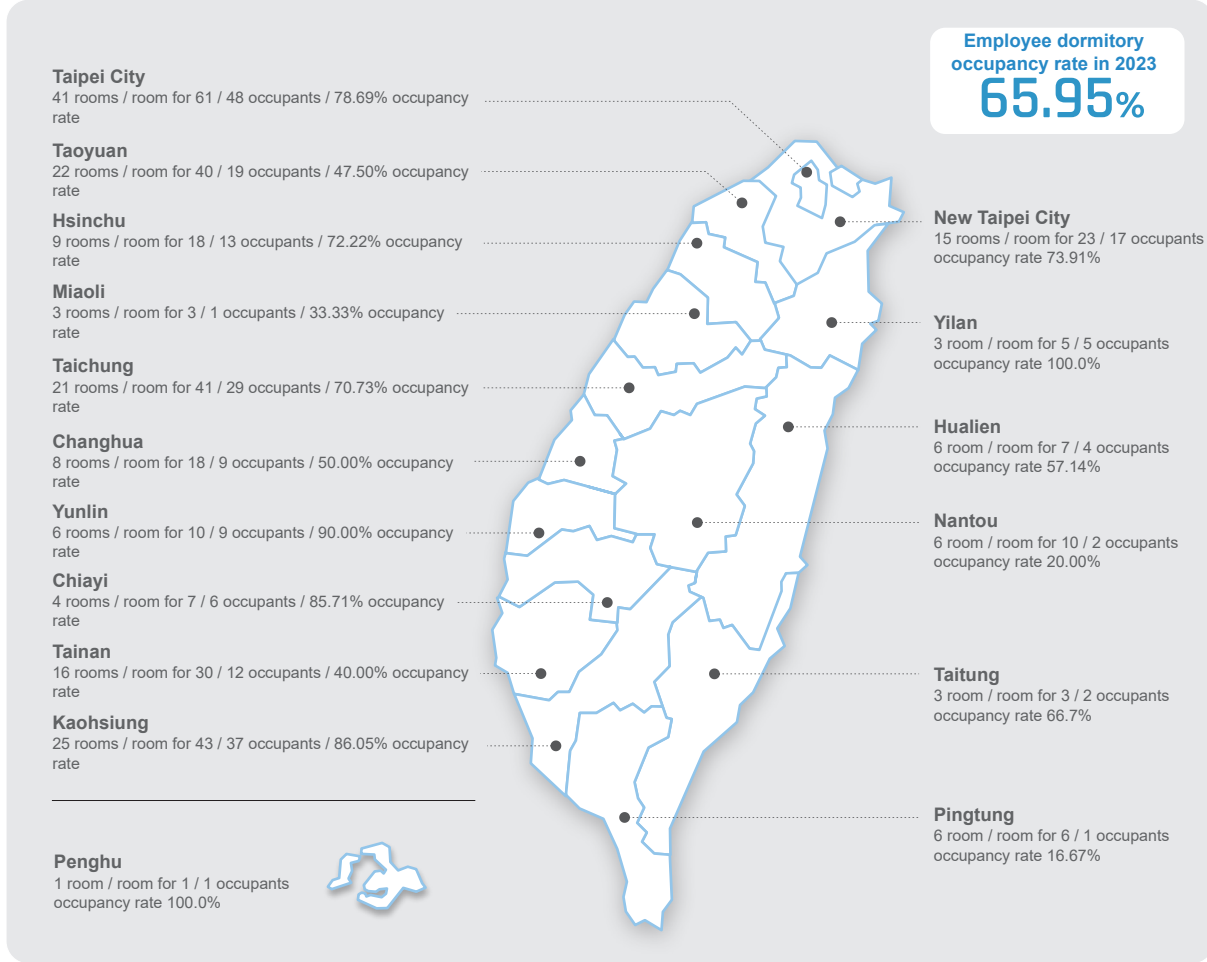 Employee dormitory
occupancy rate in 2023
65.95%
Taipei City
41 rooms / room for 61 / 48 occupants / 78.69% occupancy
rate
Taoyuan
22 rooms / room for 40 / 19 occupants / 47.50% occupancy
rate
Hsinchu
9 rooms / room for 18 / 13 occupants / 72.22% occupancy
rate
Miaoli
3 rooms / room for 3 / 1 occupants / 33.33% occupancy
rate
Taichung
21 rooms / room for 41 / 29 occupants / 70.73% occupancy
rate
Changhua
8 rooms / room for 18 / 9 occupants / 50.00% occupancy
rate
Yunlin
6 rooms / room for 10 / 9 occupants / 90.00% occupancy
rate
Chiayi
4 rooms / room for 7 / 6 occupants / 85.71% occupancy
rate
Tainan
16 rooms / room for 30 / 12 occupants / 40.00% occupancy
rate
Kaohsiung
25 rooms / room for 43 / 37 occupants / 86.05% occupancy
rate
Penghu
1 room / room for 1 / 1 occupants
occupancy rate 100.0%
New Taipei City
15 rooms / room for 23 / 17 occupants
occupancy rate 73.91%
Yilan
3 room / room for 5 / 5 occupants
occupancy rate 100.0%
Hualien
6 room / room for 7 / 4 occupants
occupancy rate 57.14%
Nantou
6 room / room for 10 / 2 occupants
occupancy rate 20.00%
Taitung
3 room / room for 3 / 2 occupants
occupancy rate 66.7%
Pingtung
6 room / room for 6 / 1 occupants
occupancy rate 16.67%